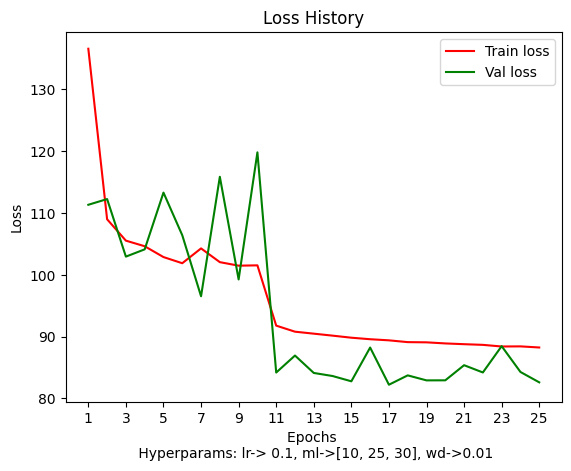 Loss History
Train loss
Val loss
Loss
130
120
110
100
90
80
1 3 5 7 9 11 13 15 17 19 21 23 25
Epochs
Hyperparams: lr-> 0.1, ml->[10, 25, 30], wd->0.01